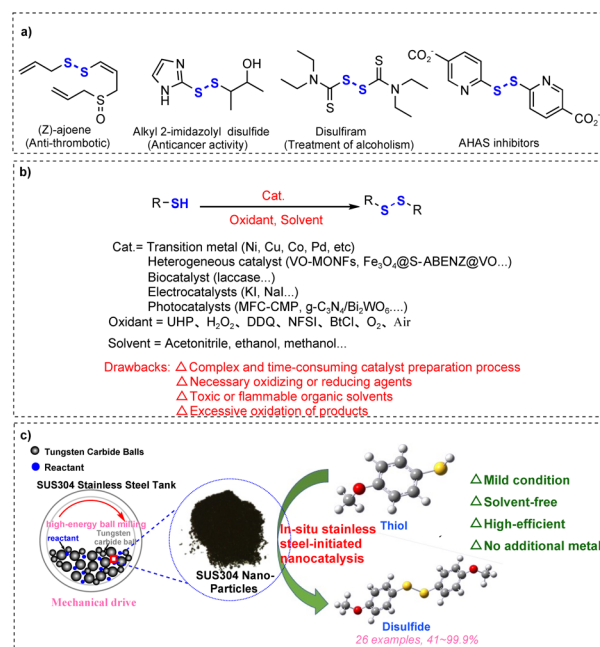 a)
S
S
S
O
(Z)-ajoene
(Anti-thrombotic)
N
N
H
S
S
OH
Alkyl 2-imidazolyl disulfide
(Anticancer activity)
N
S
S
S
S
N
Disulfiram
(Treatment of alcoholism)
CO2-
N
S
S
N
CO2-
AHAS inhibitors
b)
R-SH
Cat.
Oxidant, Solvent
R
S
S
R
Cat.= Transition metal (Ni, Cu, Co, Pd, etc)
Heterogeneous catalyst (VO-MONFs, Fe3O4@S-ABENZ@VO...)
Biocatalyst (laccase...)
Electrocatalysts (KI, NaI...)
Photocatalysts (MFC-CMP, g-C3N4/Bi2WO6....)
Oxidant = UHP、H2O2、DDQ、NFSI、BtCl、O2、Air
Solvent = Acetonitrile, ethanol, methanol...
Drawbacks: △ Complex and time-consuming catalyst preparation process
△ Necessary oxidizing or reducing agents
△ Toxic or flammable organic solvents
△ Excessive oxidation of products
c)
Tungsten Carbide Balls
Reactant
SUS304 Stainless Steel Tank
high-energy ball milling
Tungsten
carbide ball
reactant
Mechanical drive
SUS304 Nano-
Particles
In-situ stainless
steel-initiated
nanocatalysis
Thiol
Disulfide
26 examples, 41~99.9%
△ Mild condition
△ Solvent-free
△ High-efficient
△ No additional metal